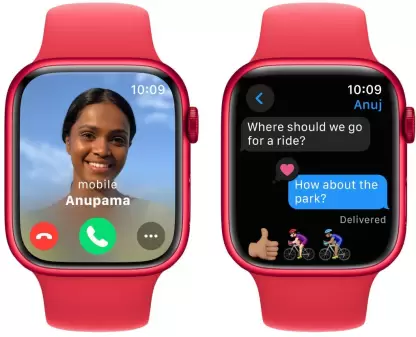 10:09
mobile
Anupama
10:09
Anuj
Where should we go
for a ride?
How about the
park?
Delivered